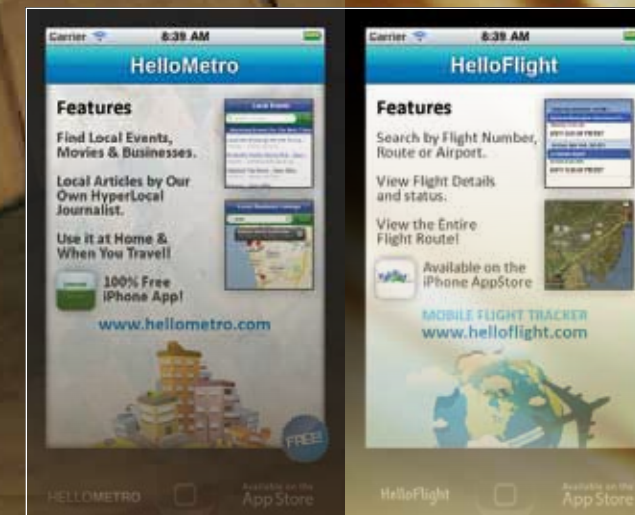 Carrier 8:39 AM
HelloMetro
Features
Find Local Events,
Movies & Businesses.
Local Articles by Our
Own HyperLocal
Journalist.
Use it at Home &
When You Travel!
100% Free
iPhone App!
www.hellometro.com
FREE!
HELLOMETRO
Available on the
App Store
Carrier 8:39 AM
HelloFlight
Features
Search by Flight Number,
Route or Airport.
View Flight Details
and status.
View the Entire
Flight Route!
Available on the
iPhone AppStore
MOBILE FLIGHT TRACKER
www.helloflight.com
HelloFlight
Available on the
App Store